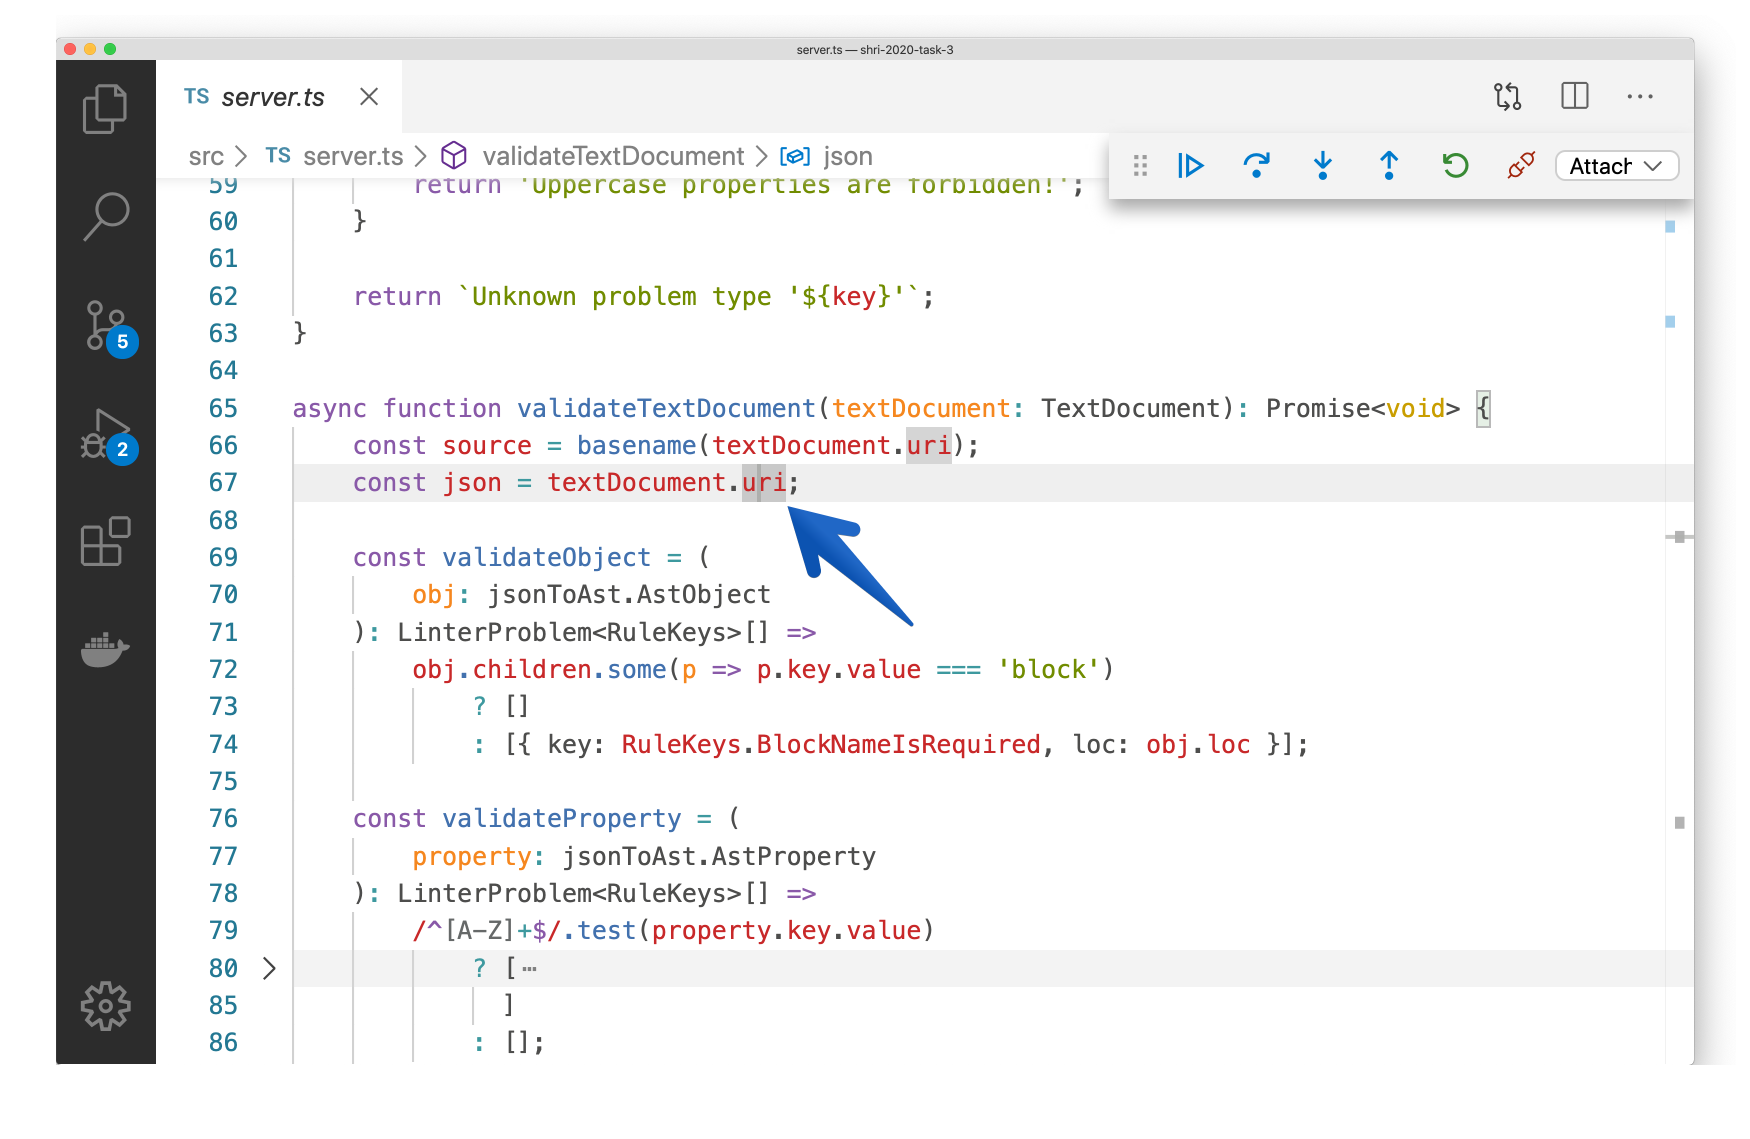 server.ts — shri-2020-task-3
TS server.ts
src > TS server.ts > validateTextDocument > json
Attach
59 return 'Uppercase properties are forbidden!';
60 }
61
62 return `Unknown problem type '${key}'`;
63 }
64
65 async function validateTextDocument(textDocument: TextDocument): Promise<void> {
66 const source = basename(textDocument.uri);
67 const json = textDocument.uri;
68
69 const validateObject = (
70 obj: jsonToAst.AstObject
71 ): LinterProblem<RuleKeys>[] =>
72 obj.children.some(p => p.key.value === 'block')
73 ? []
74 : [{ key: RuleKeys.BlockNameIsRequired, loc: obj.loc }];
75
76 const validateProperty = (
77 property: jsonToAst.AstProperty
78 ): LinterProblem<RuleKeys>[] =>
79 /^[A-Z]+$/.test(property.key.value)
80 ? [⋯
85 ]
86 : [];
5
2